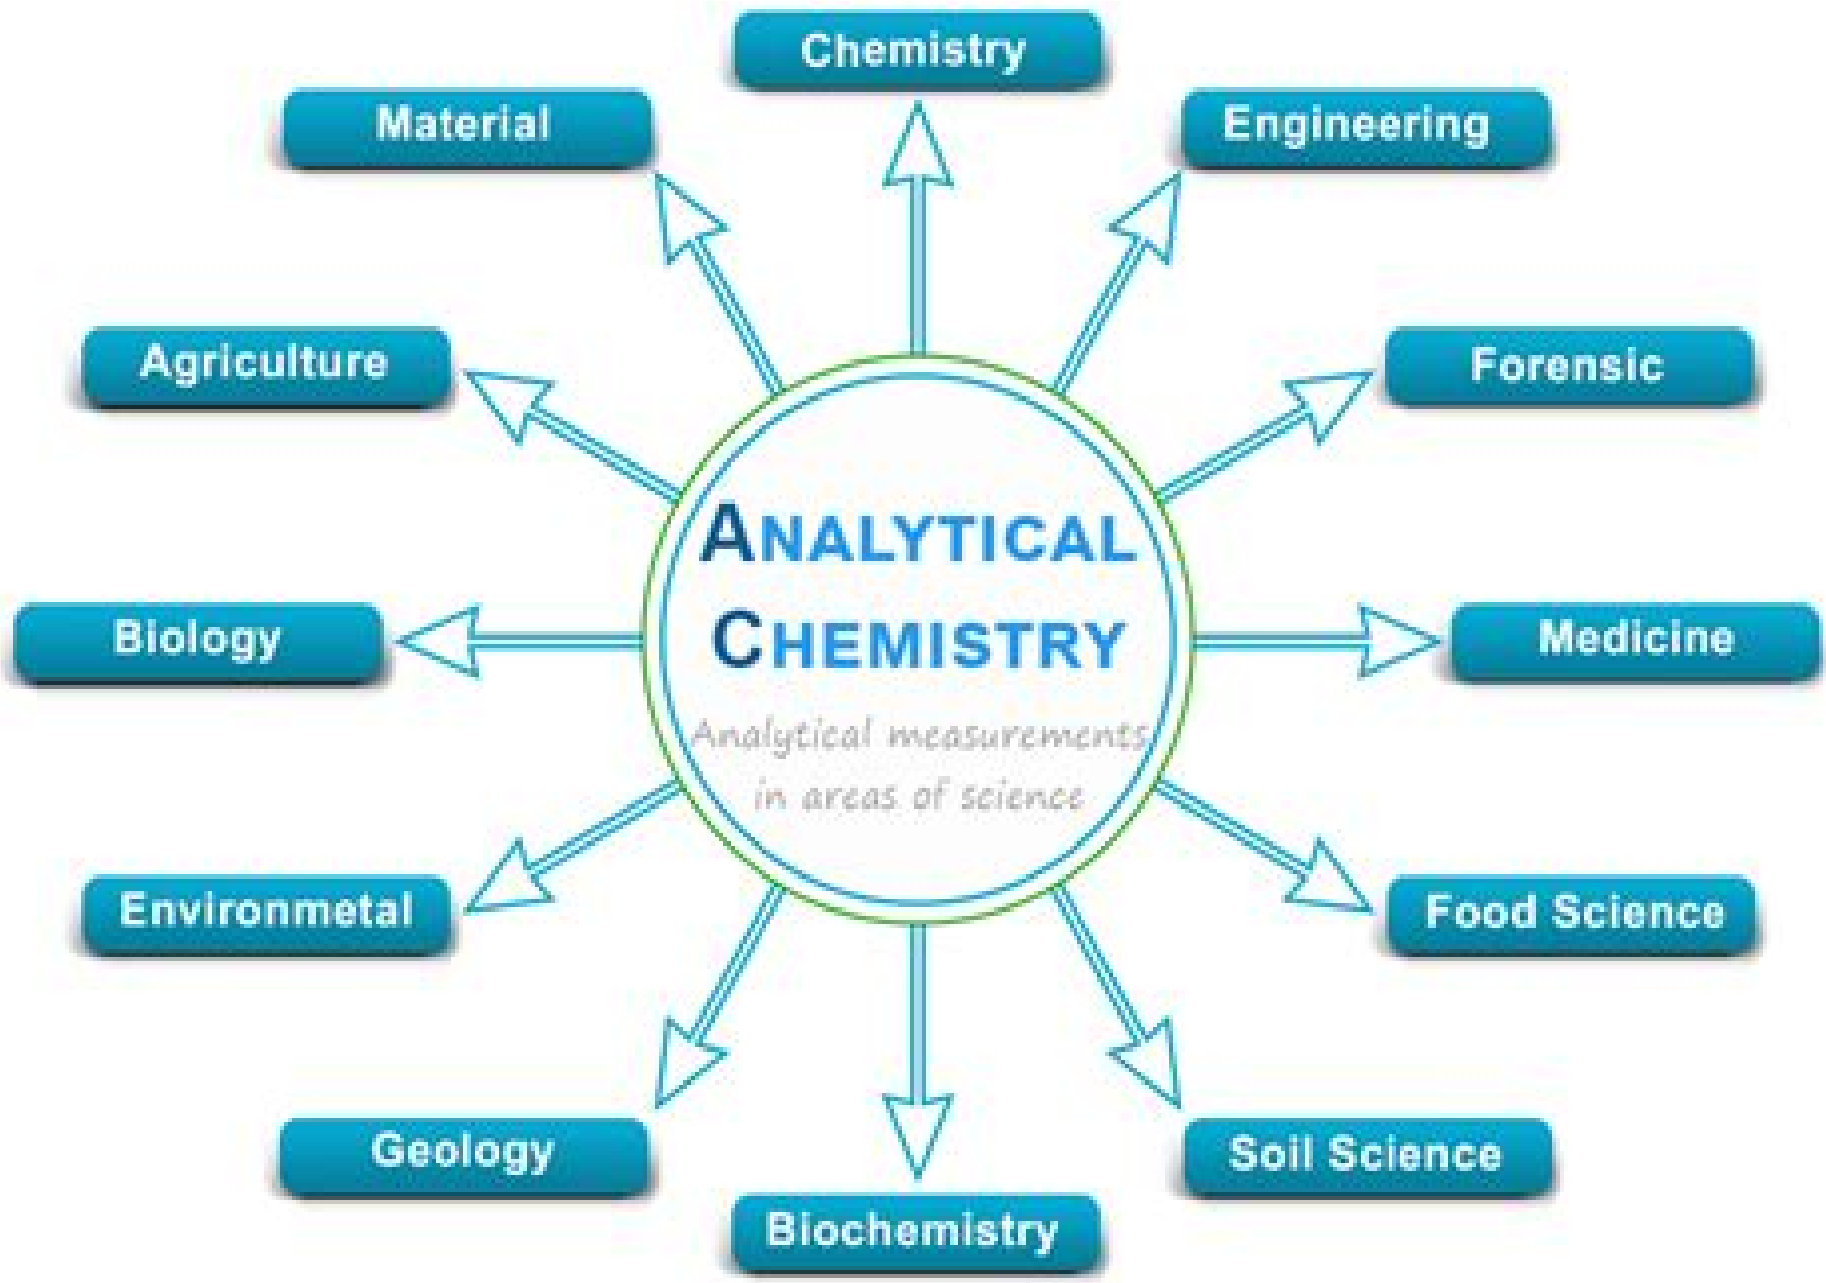 Chemistry
Material
Engineering
Agriculture
Forensic
ANALYTICAL
CHEMISTRY
Analytical measurements
in areas of science
Biology
Medicine
Environmetal
Food Science
Geology
Soil Science
Biochemistry